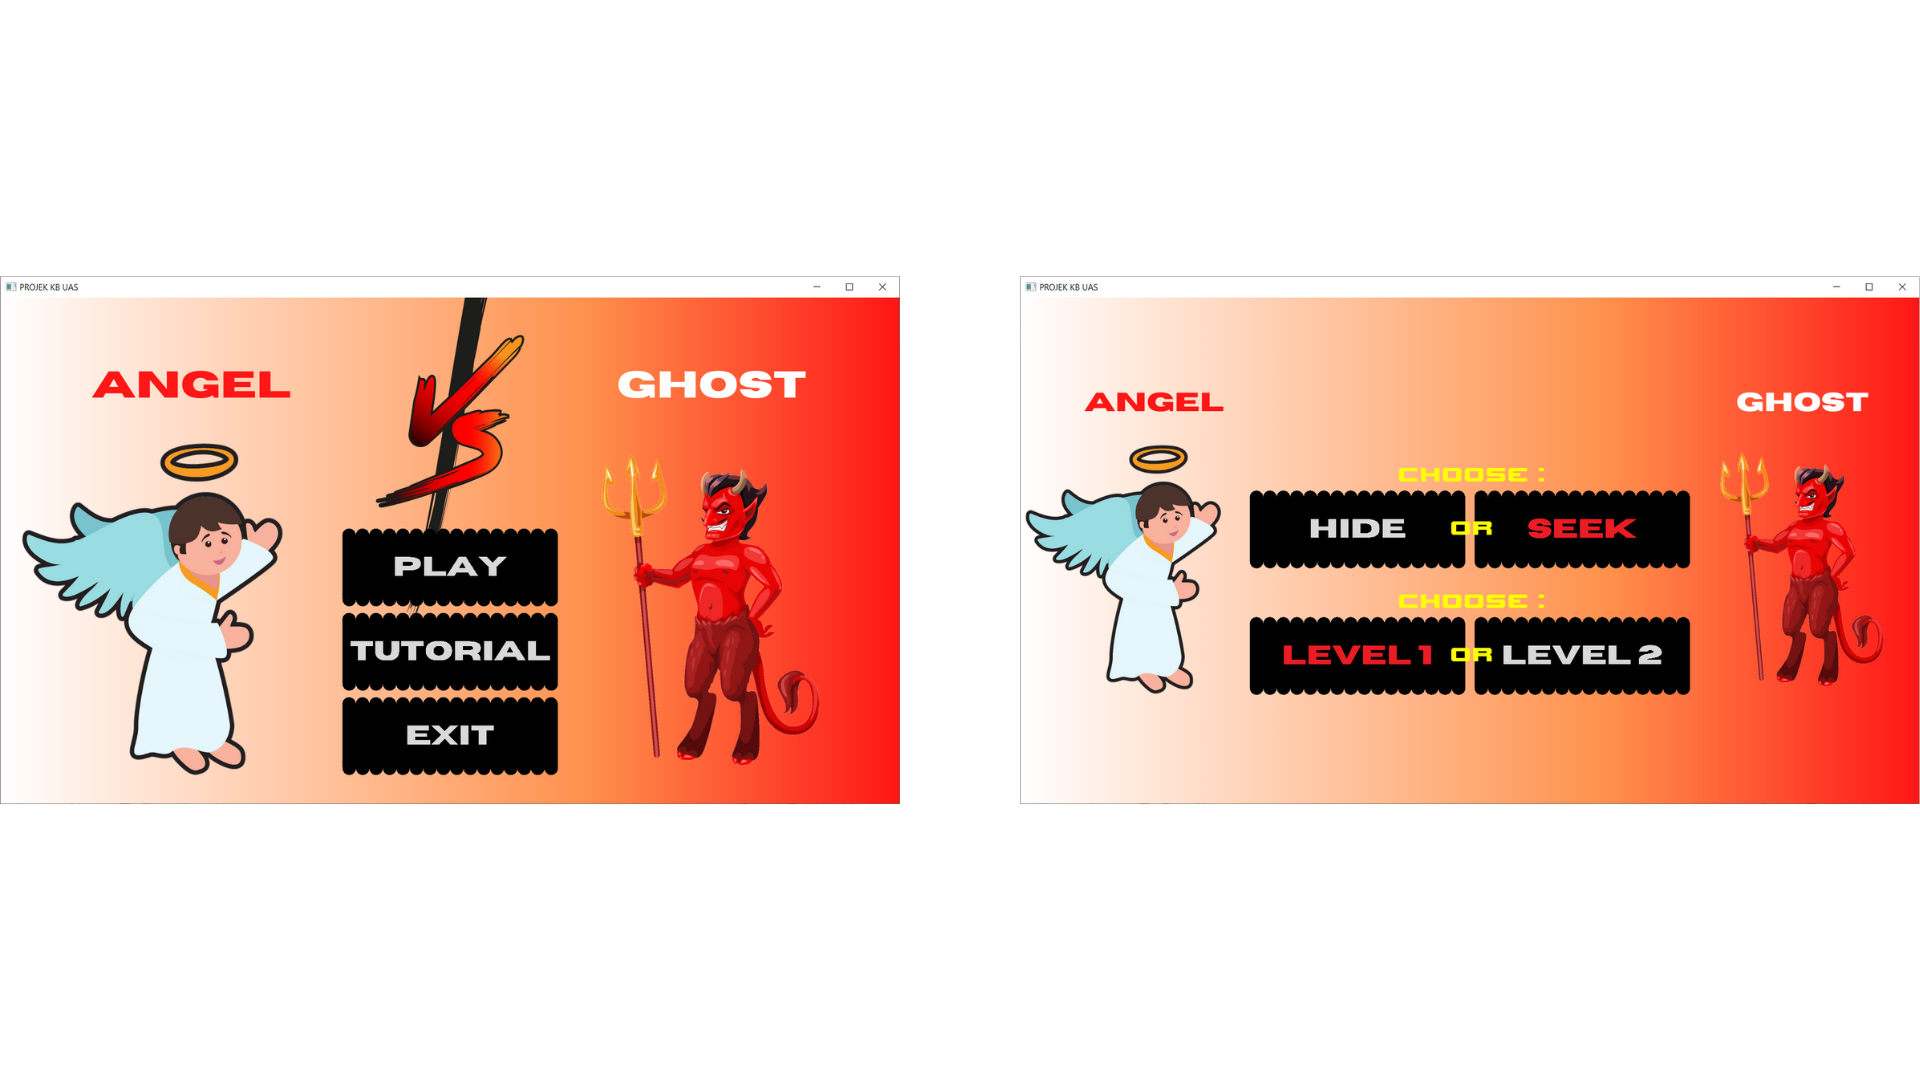 PROJEK KB UAS
ANGEL
VS
GHOST
PLAY
TUTORIAL
EXIT
PROJEK KB UAS
ANGEL
GHOST
CHOOSE :
HIDE OR SEEK
CHOOSE :
LEVEL 1 OR LEVEL 2